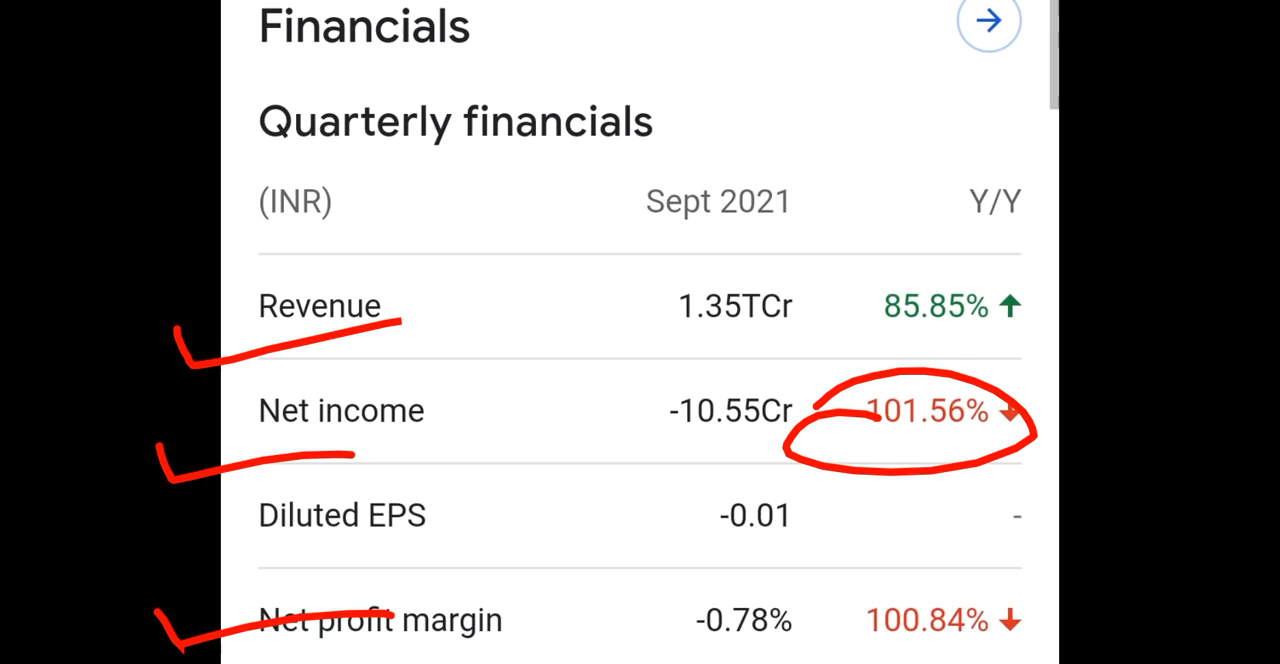 Financials
Quarterly financials
(INR) Sept 2021 Y/Y
Revenue 1.35TCr 85.85%
Net income -10.55Cr 101.56%
Diluted EPS -0.01 -
Net profit margin -0.78% 100.84%